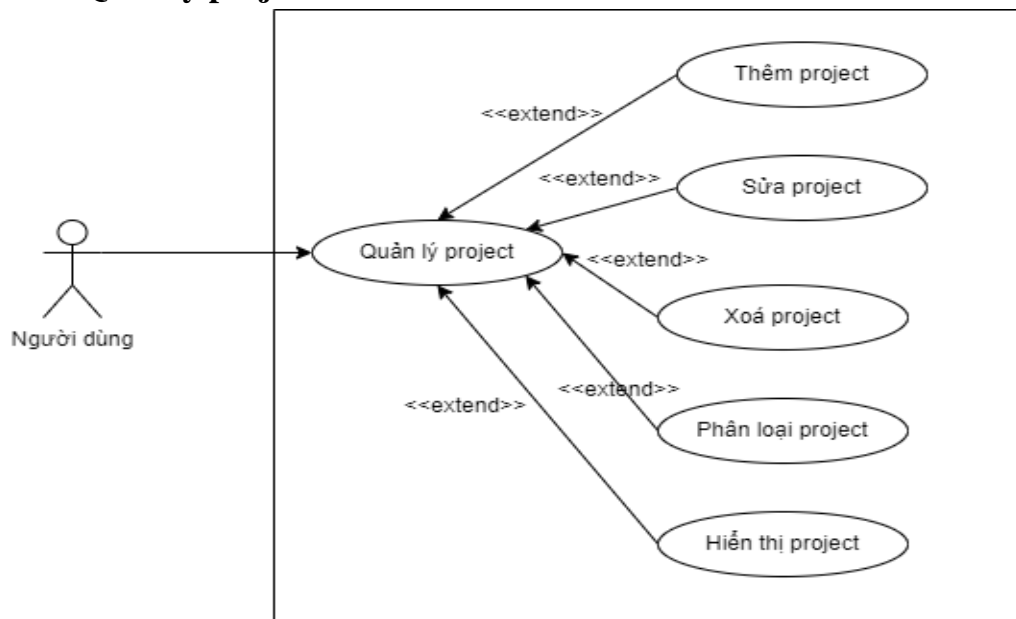 Thêm project
<<extend>>
<<extend>>
Sửa project
Quản lý project
<<extend>>
Xoá project
Người dùng
<<extend>>
<<extend>>
Phân loại project
Hiển thị project